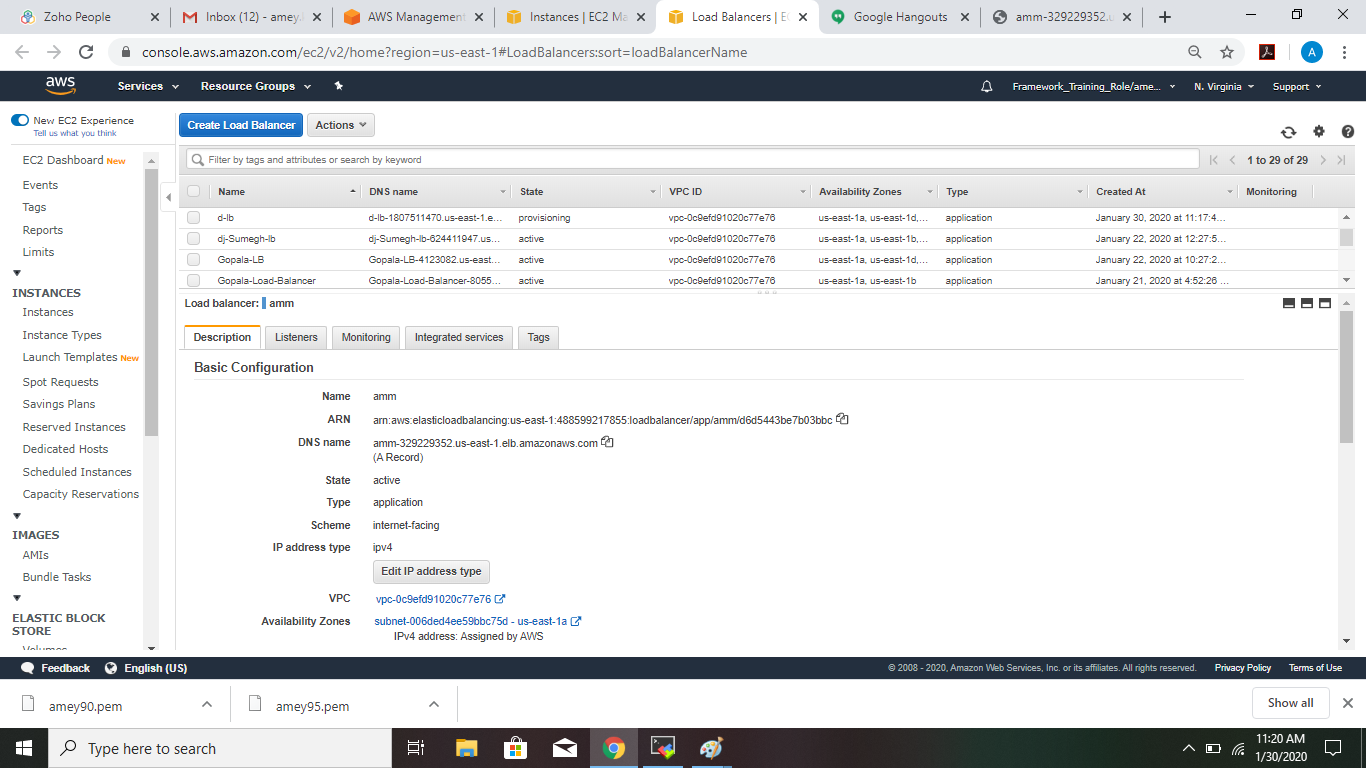 Zoho People
Inbox (12) - amey.
AWS Management
Instances | EC2 Ma
Load Balancers | EC
Google Hangouts
amm-329229352.u
console.aws.amazon.com/ec2/v2/home?region=us-east-1#LoadBalancers:sort=loadBalancerName
A
aws
Services
Resource Groups
Framework_Training_Role/ame...
N. Virginia
Support
New EC2 Experience
Tell us what you think
EC2 Dashboard New
Events
Tags
Reports
Limits
INSTANCES
Instances
Instance Types
Launch Templates New
Spot Requests
Savings Plans
Reserved Instances
Dedicated Hosts
Scheduled Instances
Capacity Reservations
IMAGES
AMIs
Bundle Tasks
ELASTIC BLOCK
STORE
Volumes
Create Load Balancer
Actions
Filter by tags and attributes or search by keyword
1 to 29 of 29
Name DNS name State VPC ID Availability Zones Type Created At Monitoring
d-lb d-lb-1807511470.us-east-1.e... provisioning vpc-0c9efd91020c77e76 us-east-1a, us-east-1d,... application January 30, 2020 at 11:17:4...
dj-Sumegh-lb dj-Sumegh-lb-624411947.us... active vpc-0c9efd91020c77e76 us-east-1a, us-east-1b,... application January 22, 2020 at 12:27:5...
Gopala-LB Gopala-LB-4123082.us-east... active vpc-0c9efd91020c77e76 us-east-1a, us-east-1d,... application January 22, 2020 at 10:27:2...
Gopala-Load-Balancer Gopala-Load-Balancer-8055... active vpc-0c9efd91020c77e76 us-east-1a, us-east-1b application January 21, 2020 at 4:52:26 ...
Load balancer: amm
Description
Listeners
Monitoring
Integrated services
Tags
Basic Configuration
Name amm
ARN arn:aws:elasticloadbalancing:us-east-1:488599217855:loadbalancer/app/amm/d6d5443be7b03bbc
DNS name amm-329229352.us-east-1.elb.amazonaws.com
(A Record)
State active
Type application
Scheme internet-facing
IP address type ipv4
Edit IP address type
VPC vpc-0c9efd91020c77e76
Availability Zones subnet-006ded4ee59bbc75d - us-east-1a
IPv4 address: Assigned by AWS
Feedback
English (US)
© 2008 - 2020, Amazon Web Services, Inc. or its affiliates. All rights reserved.
Privacy Policy
Terms of Use
amey90.pem
amey95.pem
Show all
Type here to search
11:20 AM
1/30/2020